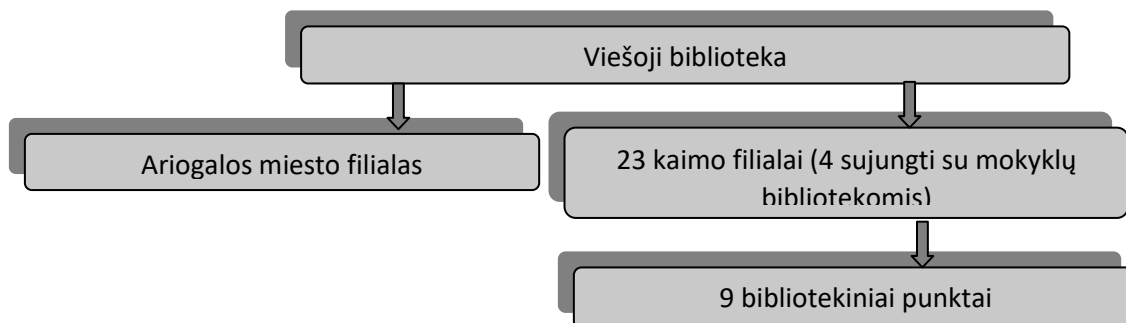 Viešoji biblioteka
Ariogalos miesto filialas
23 kaimo filialai (4 sujungti su mokyklų
bibliotekomis)
9 bibliotekiniai punktai